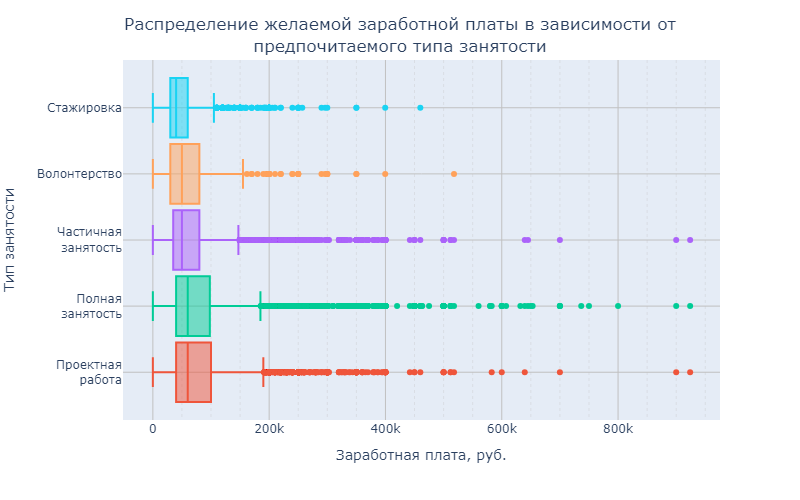 Распределение желаемой заработной платы в зависимости от
предпочитаемого типа занятости
Тип занятости
Стажировка
Волонтерство
Частичная
занятость
Полная
занятость
Проектная
работа
0
200k
400k
600k
800k
Заработная плата, руб.